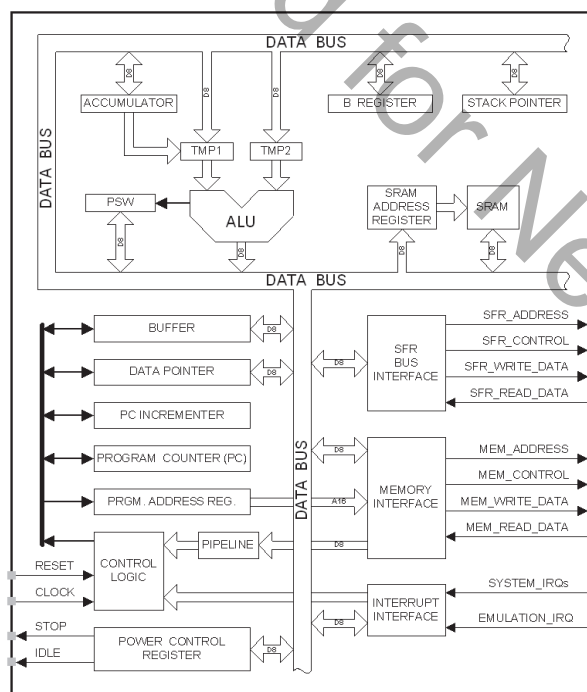 d for Ne
DATA BUS
D8
D8
D8
D8
D8
ACCUMULATOR
B REGISTER
STACK POINTER
DATA BUS
TMP1
TMP2
PSW
ALU
SRAM
ADDRESS
REGISTER
SRAM
D8
D8
D8
D8
DATA BUS
BUFFER
D8
DATA POINTER
D8
PC INCREMENTER
PROGRAM COUNTER (PC)
PRGM. ADDRESS REG.
A16
DATA BUS
D8
SFR
BUS
INTERFACE
SFR_ADDRESS
SFR_CONTROL
SFR_WRITE_DATA
SFR_READ_DATA
D8
MEMORY
INTERFACE
MEM_ADDRESS
MEM_CONTROL
MEM_WRITE_DATA
MEM_READ_DATA
CONTROL
LOGIC
PIPELINE
D8
RESET
CLOCK
STOP
IDLE
POWER CONTROL
REGISTER
D8
D8
INTERRUPT
INTERFACE
SYSTEM_IRQs
EMULATION_IRQ